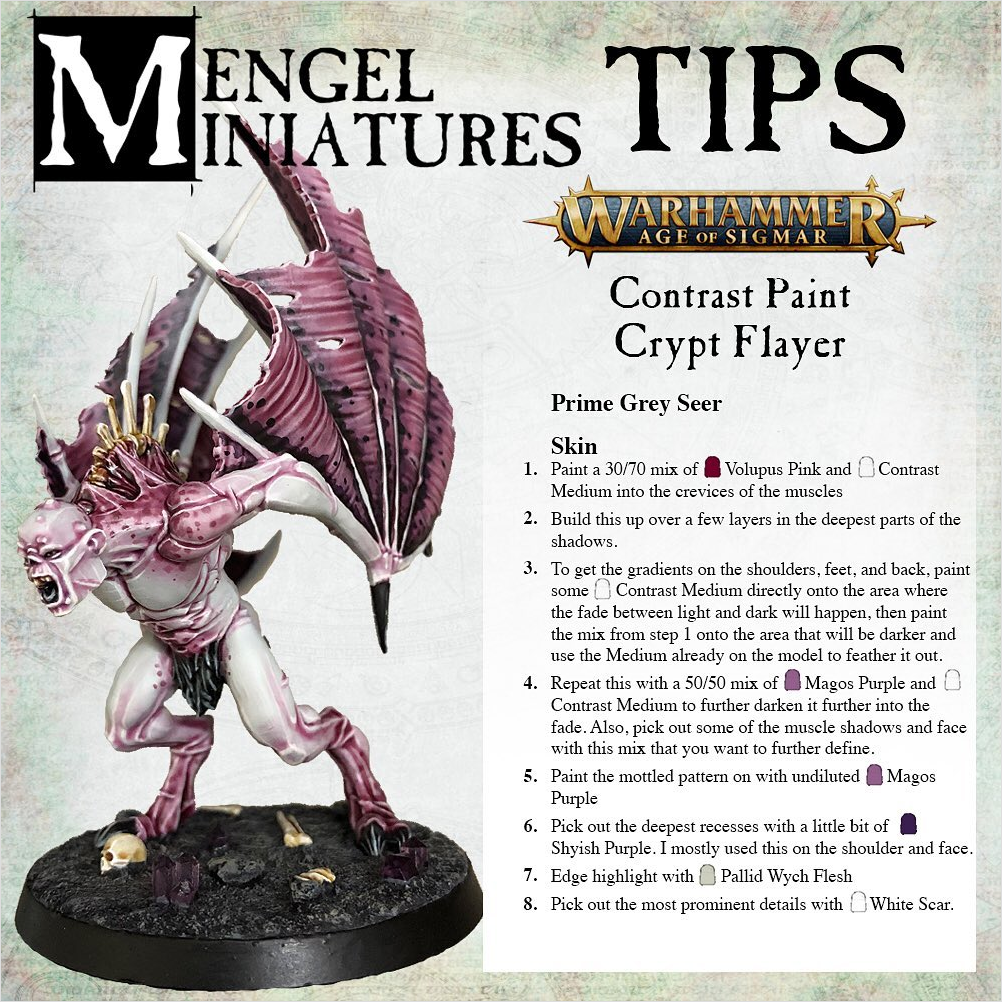 MENGEL
MINIATURES
TIPS
WARHAMMER
AGE OF SIGMAR
Contrast Paint
Crypt Flayer
Prime Grey Seer
Skin
1. Paint a 30/70 mix of Volupus Pink and Contrast
Medium into the crevices of the muscles
2. Build this up over a few layers in the deepest parts of the
shadows.
3. To get the gradients on the shoulders, feet, and back, paint
some Contrast Medium directly onto the area where
the fade between light and dark will happen, then paint
the mix from step 1 onto the area that will be darker and
use the Medium already on the model to feather it out.
4. Repeat this with a 50/50 mix of Magos Purple and
Contrast Medium to further darken it further into the
fade. Also, pick out some of the muscle shadows and face
with this mix that you want to further define.
5. Paint the mottled pattern on with undiluted Magos
Purple
6. Pick out the deepest recesses with a little bit of
Shyish Purple. I mostly used this on the shoulder and face.
7. Edge highlight with Pallid Wych Flesh
8. Pick out the most prominent details with White Scar.